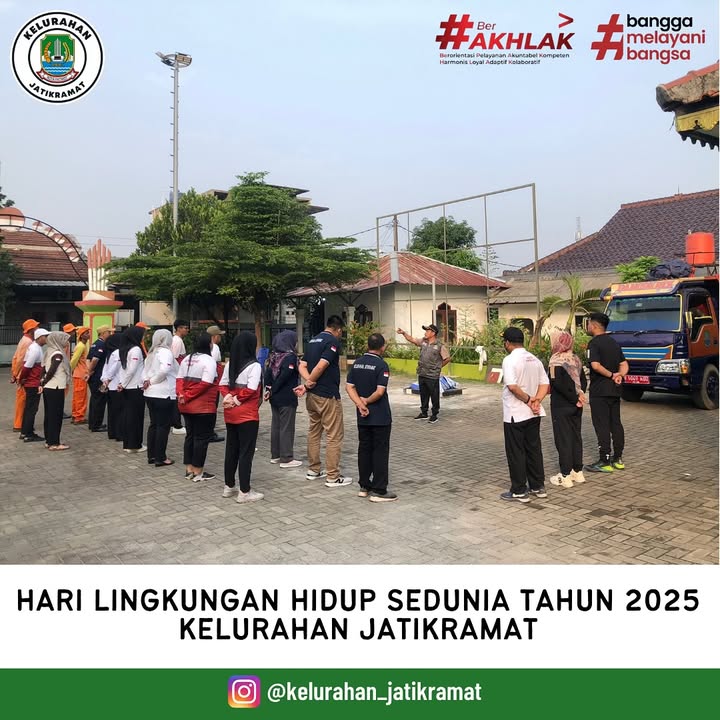 KELURAHAN
JATIKRAMAT
#BerAKHLAK
Berorientasi Pelayanan Akuntabel Kompeten
Harmonis Loyal Adaptif Kolaboratif
#bangga
melayani
bangsa
HARI LINGKUNGAN HIDUP SEDUNIA TAHUN 2025
KELURAHAN JATIKRAMAT
@kelurahan_jatikramat